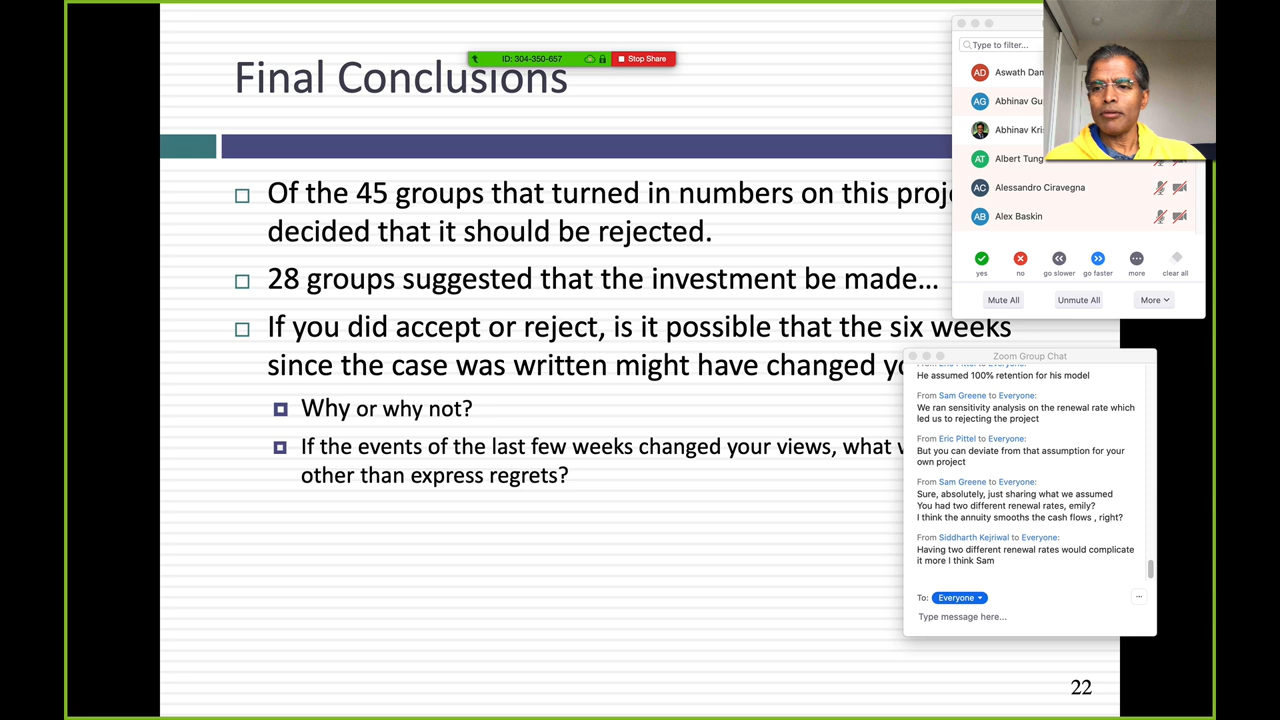 Final Conclusions
ID: 304-350-657
Stop Share
Of the 45 groups that turned in numbers on this
decided that it should be rejected.
28 groups suggested that the investment be made…
If you did accept or reject, is it possible that the six weeks
since the case was written might have changed
Why or why not?
If the events of the last few weeks changed your views, what
other than express regrets?
22
Type to filter...
AD Aswath
AG Abhinav
Abhinav
AT Albert Tung
AC Alessandro Ciravegna
AB Alex Baskin
yes
no
go slower
go faster
more
clear all
Mute All
Unmute All
More
Zoom Group Chat
From Eric Pittel to Everyone:
He assumed 100% retention for his model
From Sam Greene to Everyone:
We ran sensitivity analysis on the renewal rate which
led us to rejecting the project
From Eric Pittel to Everyone:
But you can deviate from that assumption for your
own project
From Sam Greene to Everyone:
Sure, absolutely, just sharing what we assumed
You had two different renewal rates, emily?
I think the annuity smooths the cash flows , right?
From Siddharth Kejriwal to Everyone:
Having two different renewal rates would complicate
it more I think Sam
To: Everyone
Type message here...